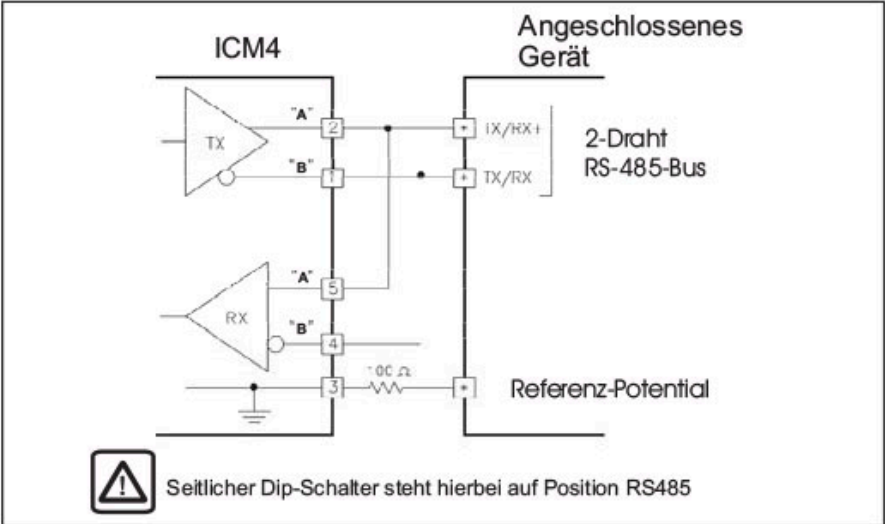 ICM4
Angeschlossenes
Gerät
"A"
2
TX/RX+
TX
2-Draht
RS-485-Bus
"B"
1
TX/RX
"A"
5
RX
"B"
4
3
Ω
Referenz-Potential
Seitlicher Dip-Schalter steht hierbei auf Position RS485